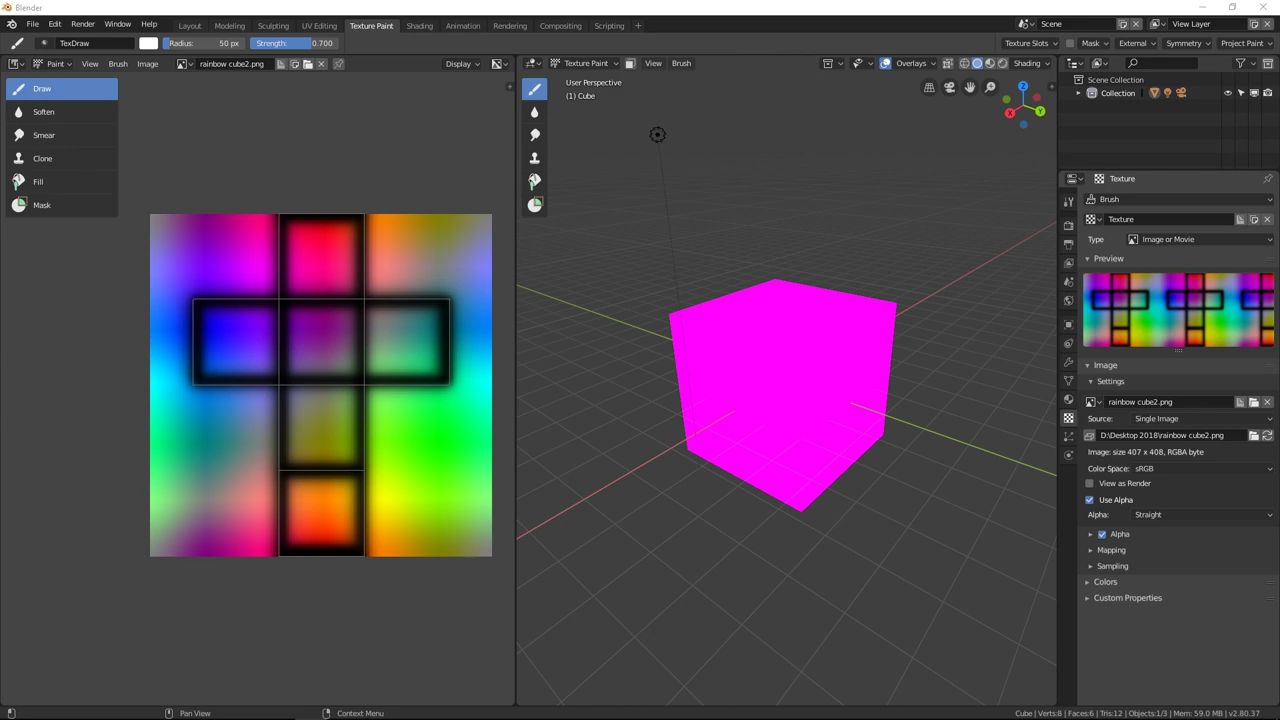 Blender
File Edit Render Window Help Layout Modeling Sculpting UV Editing Texture Paint Shading Animation Rendering Compositing Scripting + Scene View Layer
TexDraw Radius: 50 px Strength: 0.700 Texture Slots Mask External Symmetry Project Paint
Paint View Brush Image rainbow cube2.png Display Texture Paint View Brush Overlays Shading
Draw
Soften
Smear
Clone
Fill
Mask
User Perspective
(1) Cube
Z
X
Y
Scene Collection
Collection
Texture
Brush
Texture
Type Image or Movie
Preview
Image
Settings
rainbow cube2.png
Source: Single Image
D:\Desktop 2018\rainbow cube2.png
Image: size 407 x 408, RGBA byte
Color Space: sRGB
View as Render
Use Alpha
Alpha: Straight
Alpha
Mapping
Sampling
Colors
Custom Properties
Pan View Context Menu Cube | Verts:8 | Faces:6 | Tris:12 | Objects:1/3 | Mem: 59.0 MB | v2.80.37